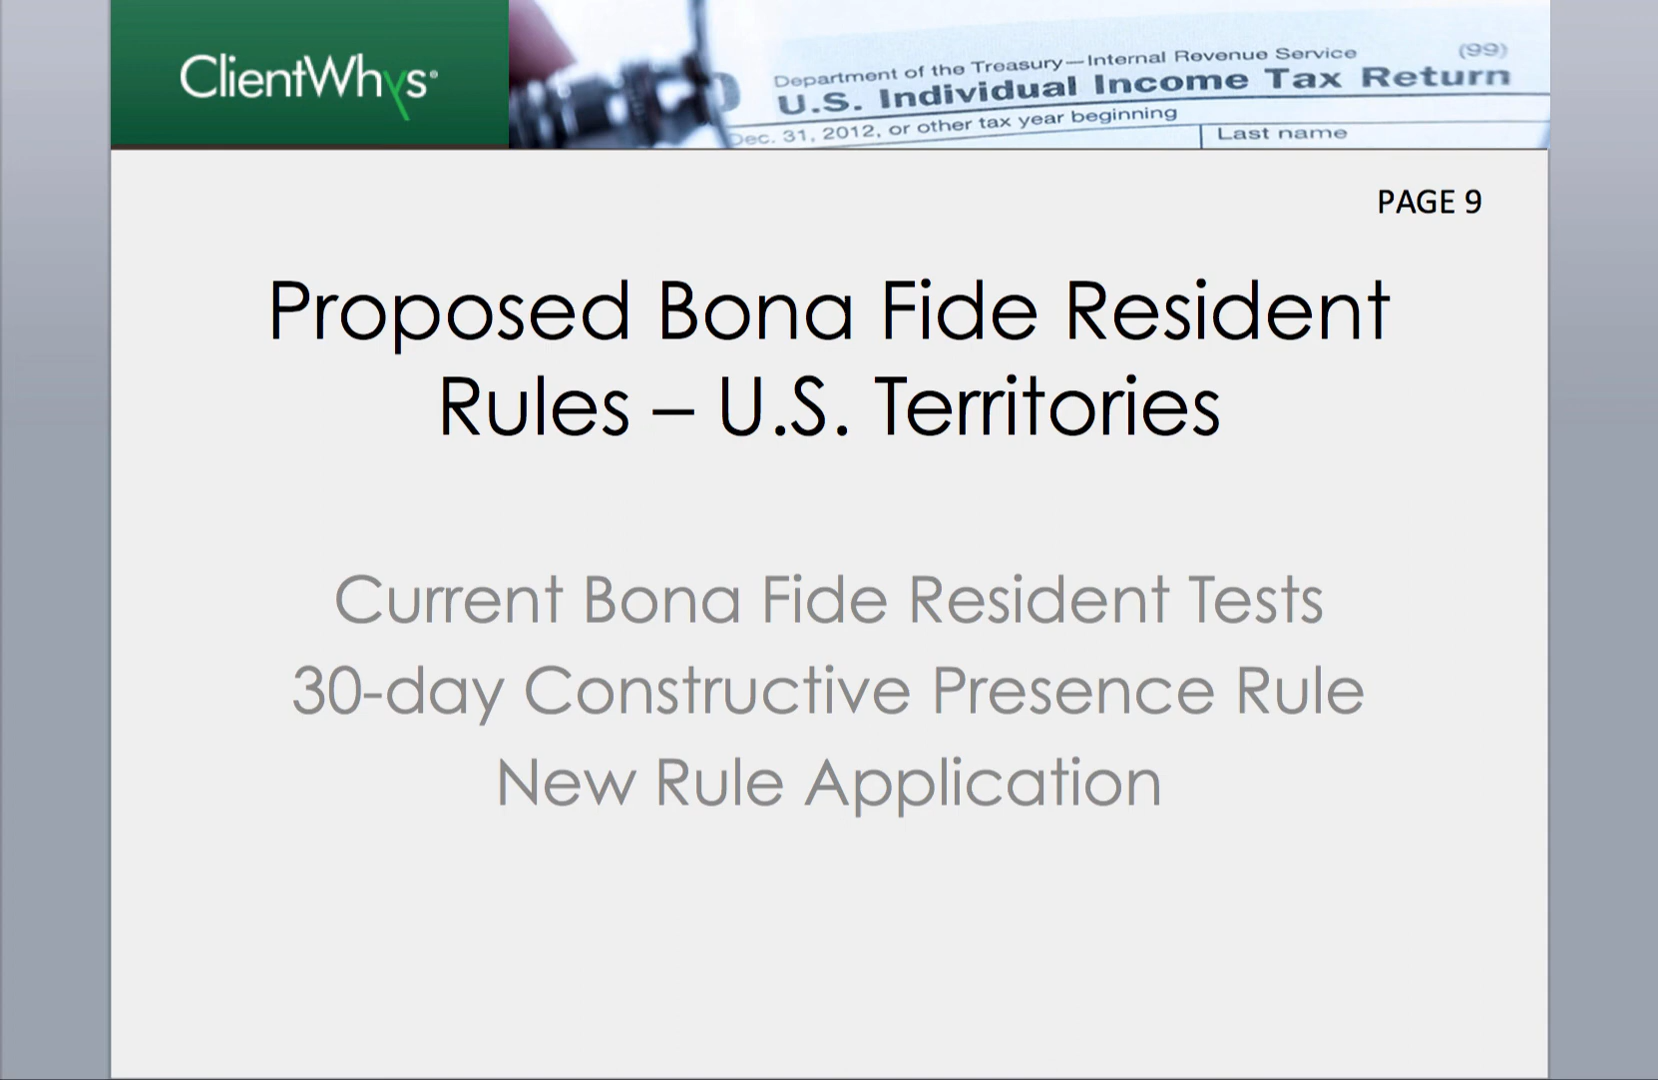 ClientWhys
Department of the Treasury—Internal Revenue Service
(99)
U.S. Individual Income Tax Return
Dec. 31, 2012, or other tax year beginning
Last name
PAGE 9
Proposed Bona Fide Resident
Rules – U.S. Territories
Current Bona Fide Resident Tests
30-day Constructive Presence Rule
New Rule Application